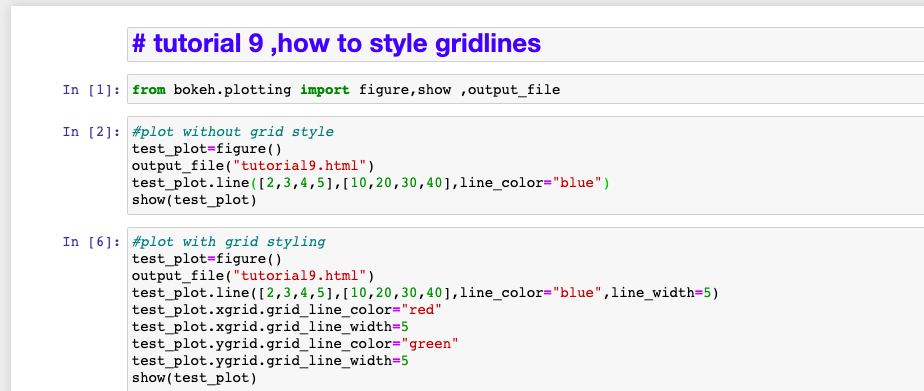 # tutorial 9 ,how to style gridlines
In [1]: from bokeh.plotting import figure,show ,output_file
In [2]: #plot without grid style
test_plot=figure()
output_file("tutorial9.html")
test_plot.line([2,3,4,5],[10,20,30,40],line_color="blue")
show(test_plot)
In [6]: #plot with grid styling
test_plot=figure()
output_file("tutorial9.html")
test_plot.line([2,3,4,5],[10,20,30,40],line_color="blue",line_width=5)
test_plot.xgrid.grid_line_color="red"
test_plot.xgrid.grid_line_width=5
test_plot.ygrid.grid_line_color="green"
test_plot.ygrid.grid_line_width=5
show(test_plot)